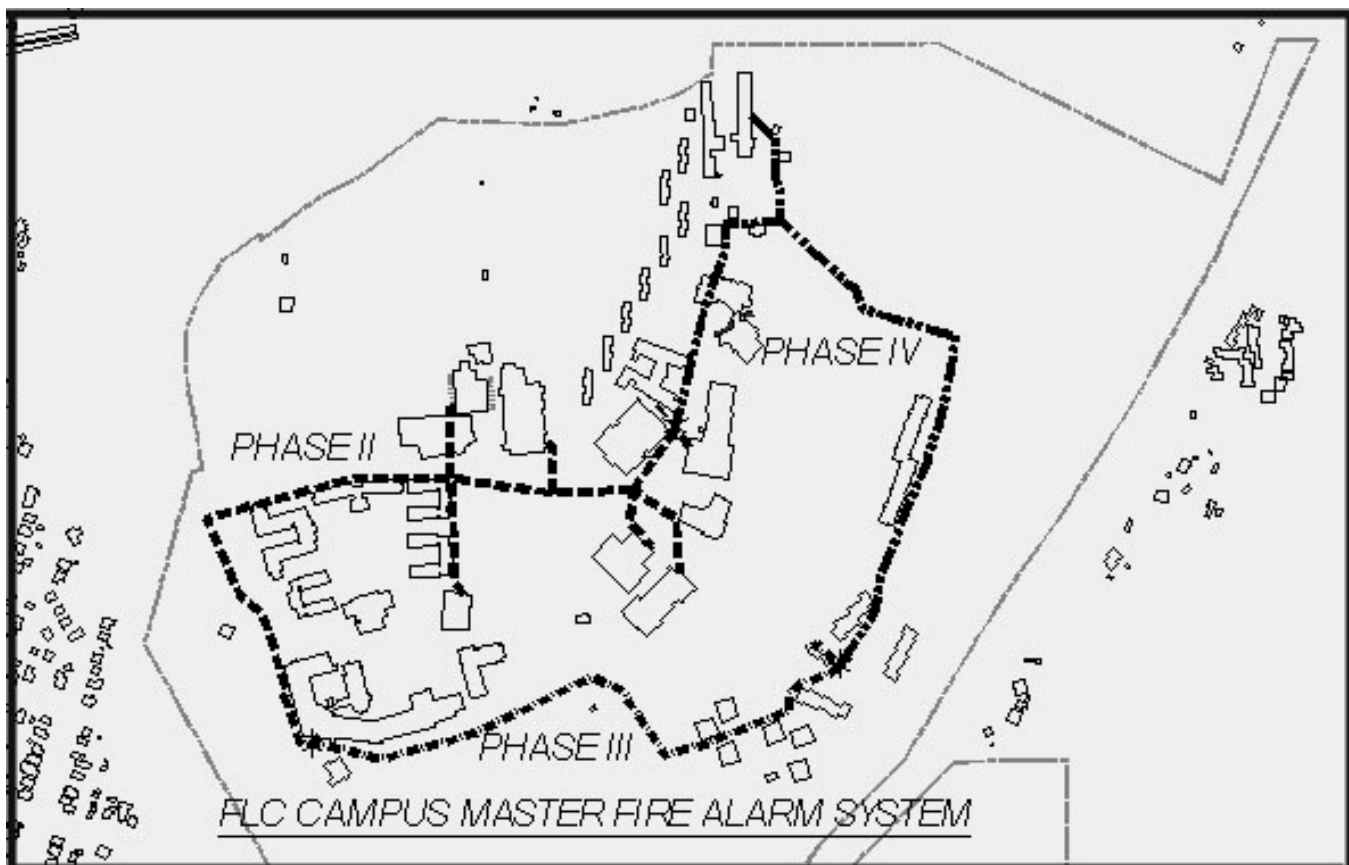 PHASE IV
PHASE II
PHASE III
FLC CAMPUS MASTER FIRE ALARM SYSTEM